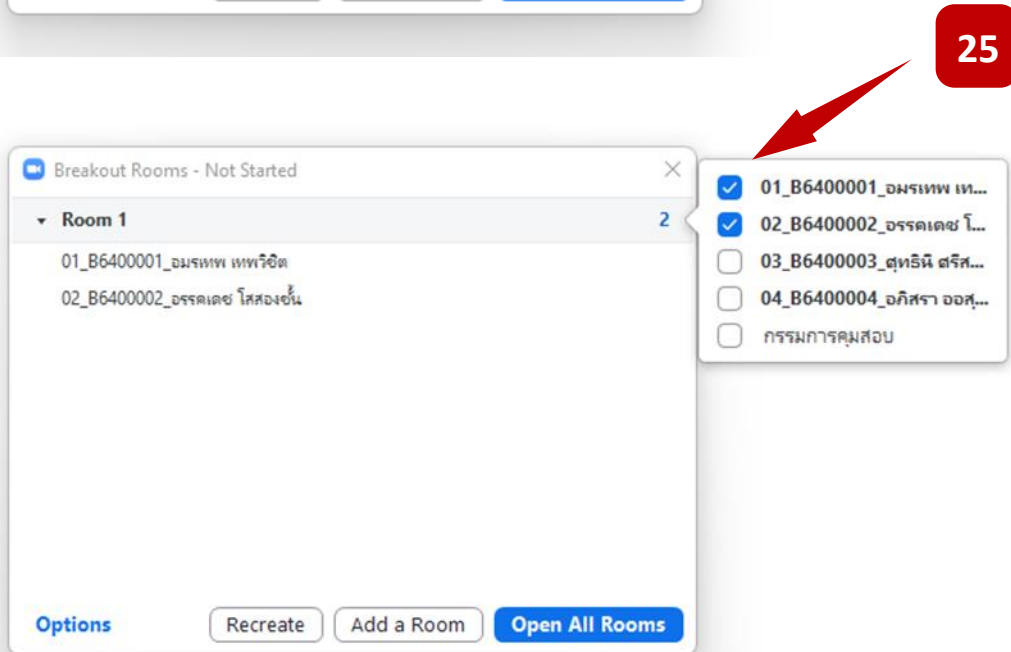 25
Breakout Rooms - Not Started
Room 1
2
01_B6400001_อมรเทพ เทพวิชิต
02_B6400002_อรรคเดช โสสองชั้น
01_B6400001_อมรเทพ เท...
02_B6400002_อรรคเดช โ...
03_B6400003_สุทธินี ศรีส...
04_B6400004_อภิสรา ออสุ...
กรรมการคุมสอบ
Options
Recreate
Add a Room
Open All Rooms